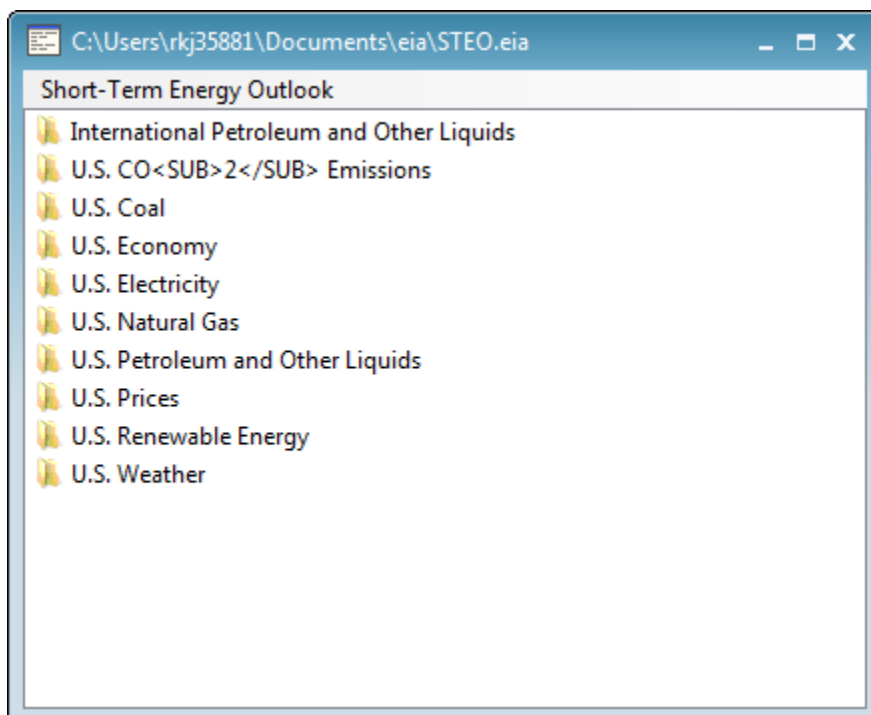 C:\Users\rkj35881\Documents\eia\STEO.eia
Short-Term Energy Outlook
International Petroleum and Other Liquids
U.S. CO<SUB>2</SUB> Emissions
U.S. Coal
U.S. Economy
U.S. Electricity
U.S. Natural Gas
U.S. Petroleum and Other Liquids
U.S. Prices
U.S. Renewable Energy
U.S. Weather